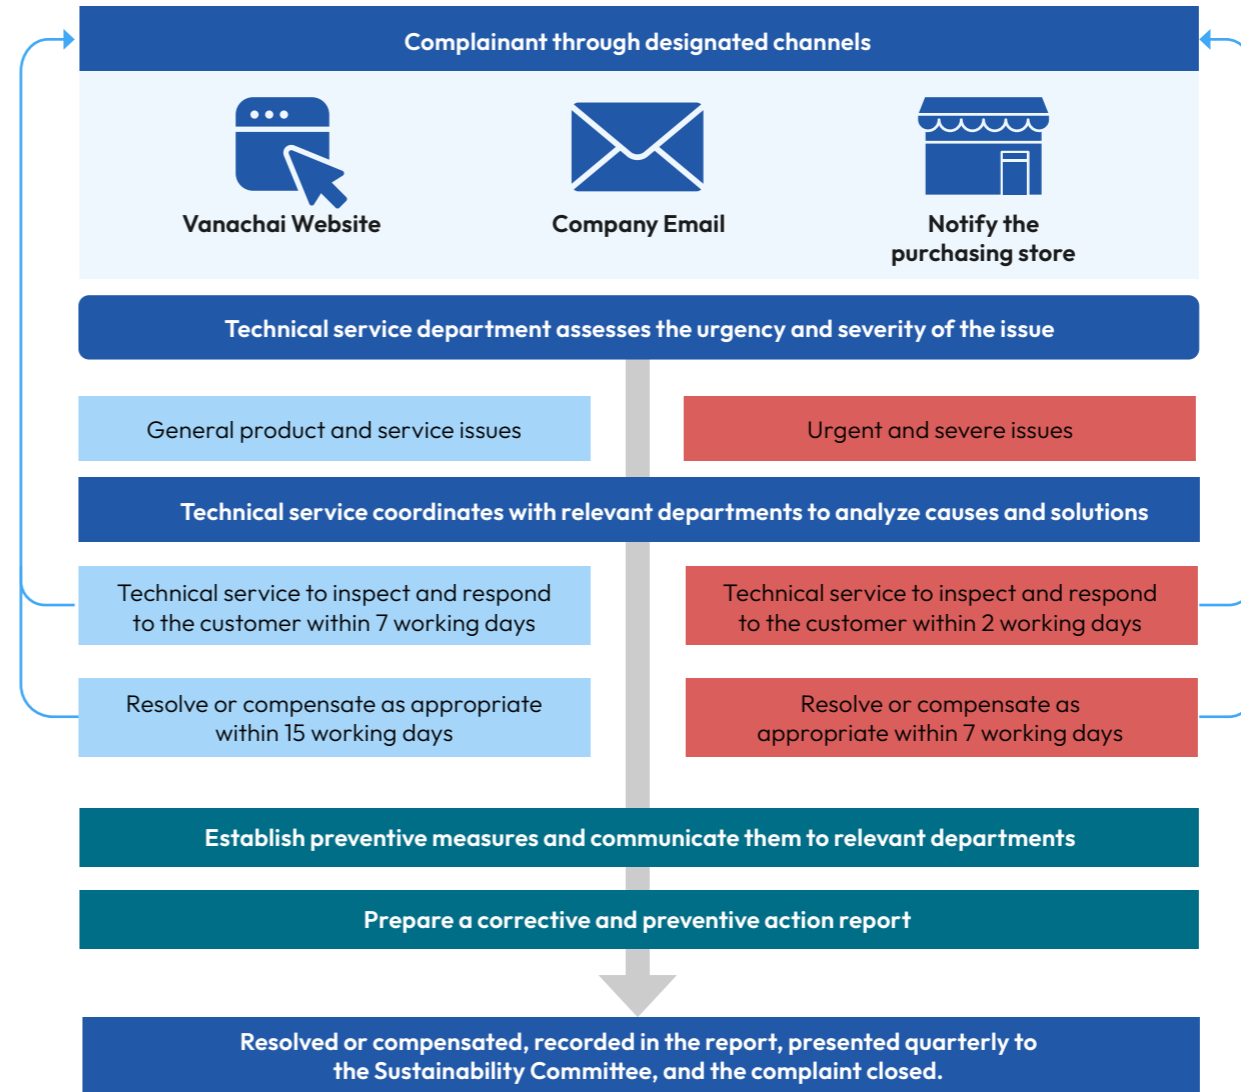 Complainant through designated channels
Vanachai Website
Company Email
Notify the
purchasing store
Technical service department assesses the urgency and severity of the issue
General product and service issues
Urgent and severe issues
Technical service coordinates with relevant departments to analyze causes and solutions
Technical service to inspect and respond
to the customer within 7 working days
Technical service to inspect and respond
to the customer within 2 working days
Resolve or compensate as appropriate
within 15 working days
Resolve or compensate as
appropriate within 7 working days
Establish preventive measures and communicate them to relevant departments
Prepare a corrective and preventive action report
Resolved or compensated, recorded in the report, presented quarterly to
the Sustainability Committee, and the complaint closed.